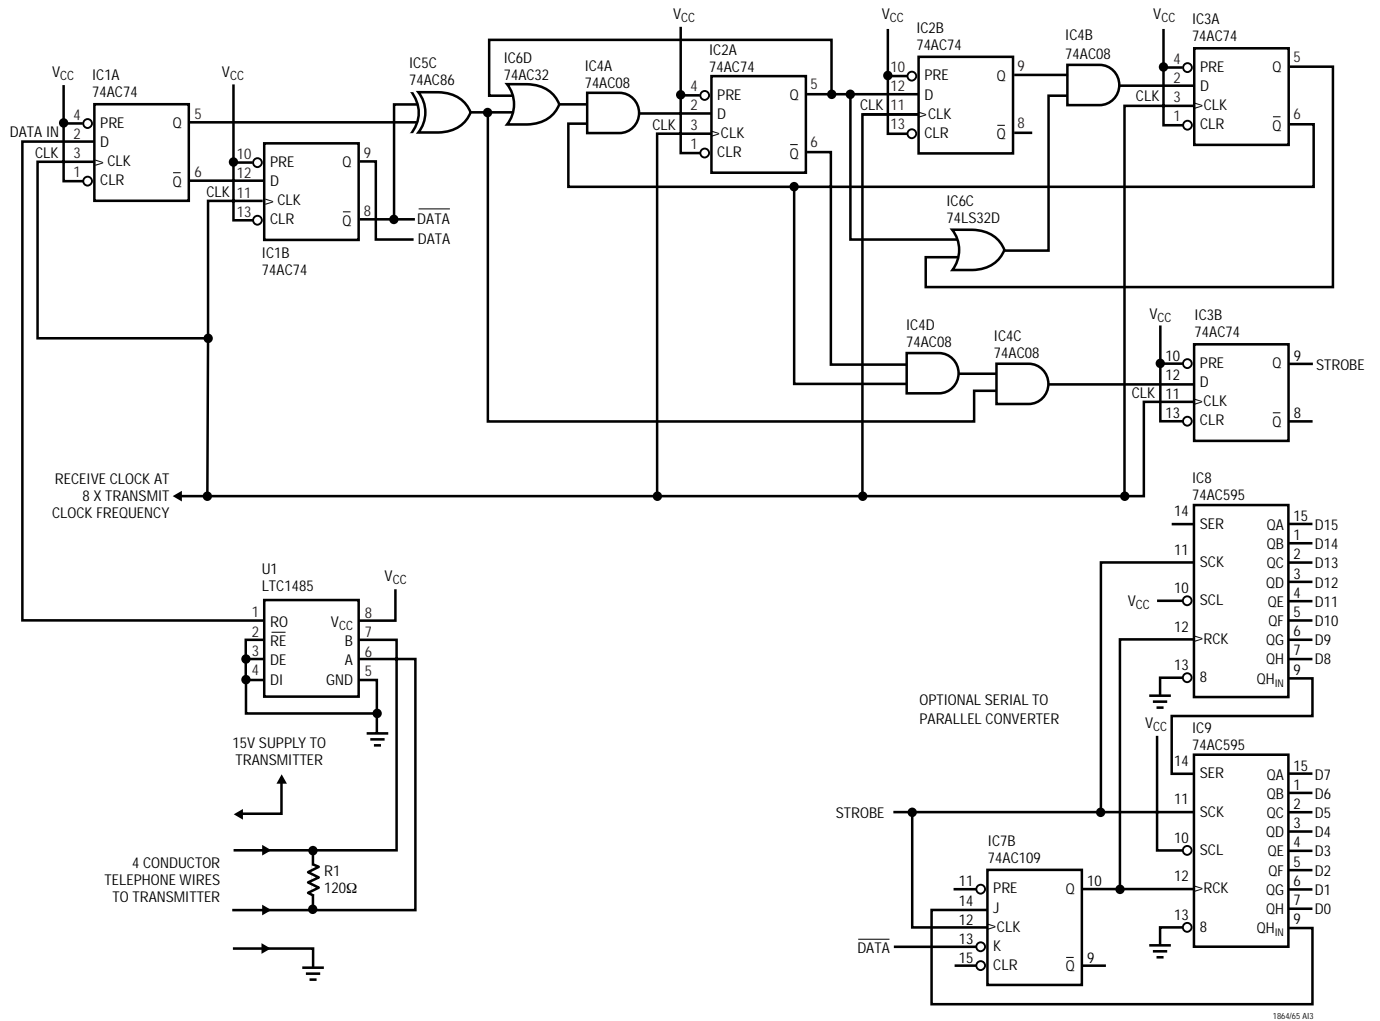 VCC
IC1A
74AC74
4
PRE
Q
5
DATA IN
2
D
CLK
3
CLK
1
CLR
Q
6
VCC
10
PRE
Q
9
12
D
CLK
11
CLK
13
CLR
Q
8
IC1B
74AC74
DATA
DATA
IC5C
74AC86
IC6D
74AC32
IC4A
74AC08
VCC
IC2A
74AC74
4
PRE
Q
5
2
D
CLK
3
CLK
1
CLR
Q
6
VCC
IC2B
74AC74
10
PRE
Q
9
12
D
CLK
11
CLK
13
CLR
Q
8
IC4B
74AC08
VCC
IC3A
74AC74
4
PRE
Q
5
2
D
CLK
3
CLK
1
CLR
Q
6
IC6C
74LS32D
IC4D
74AC08
IC4C
74AC08
VCC
IC3B
74AC74
10
PRE
Q
9
STROBE
12
D
CLK
11
CLK
13
CLR
Q
8
RECEIVE CLOCK AT
8 X TRANSMIT
CLOCK FREQUENCY
IC8
74AC595
14
SER
QA
15
D15
QB
1
D14
11
SCK
QC
2
D13
QD
3
D12
VCC
10
SCL
QE
4
D11
QF
5
D10
12
RCK
QG
6
D9
QH
7
D8
13
8
QHIN
9
U1
LTC1485
VCC
1
RO
VCC
8
2
RE
B
7
3
DE
A
6
4
DI
GND
5
15V SUPPLY TO
TRANSMITTER
4 CONDUCTOR
TELEPHONE WIRES
TO TRANSMITTER
R1
120Ω
OPTIONAL SERIAL TO
PARALLEL CONVERTER
VCC
IC9
74AC595
14
SER
QA
15
D7
QB
1
D6
STROBE
11
SCK
QC
2
D5
QD
3
D4
10
SCL
QE
4
D3
QF
5
D2
12
RCK
QG
6
D1
QH
7
D0
13
8
QHIN
9
IC7B
74AC109
11
PRE
Q
10
14
J
12
CLK
DATA
13
K
15
CLR
Q
9
1864/65 AI3